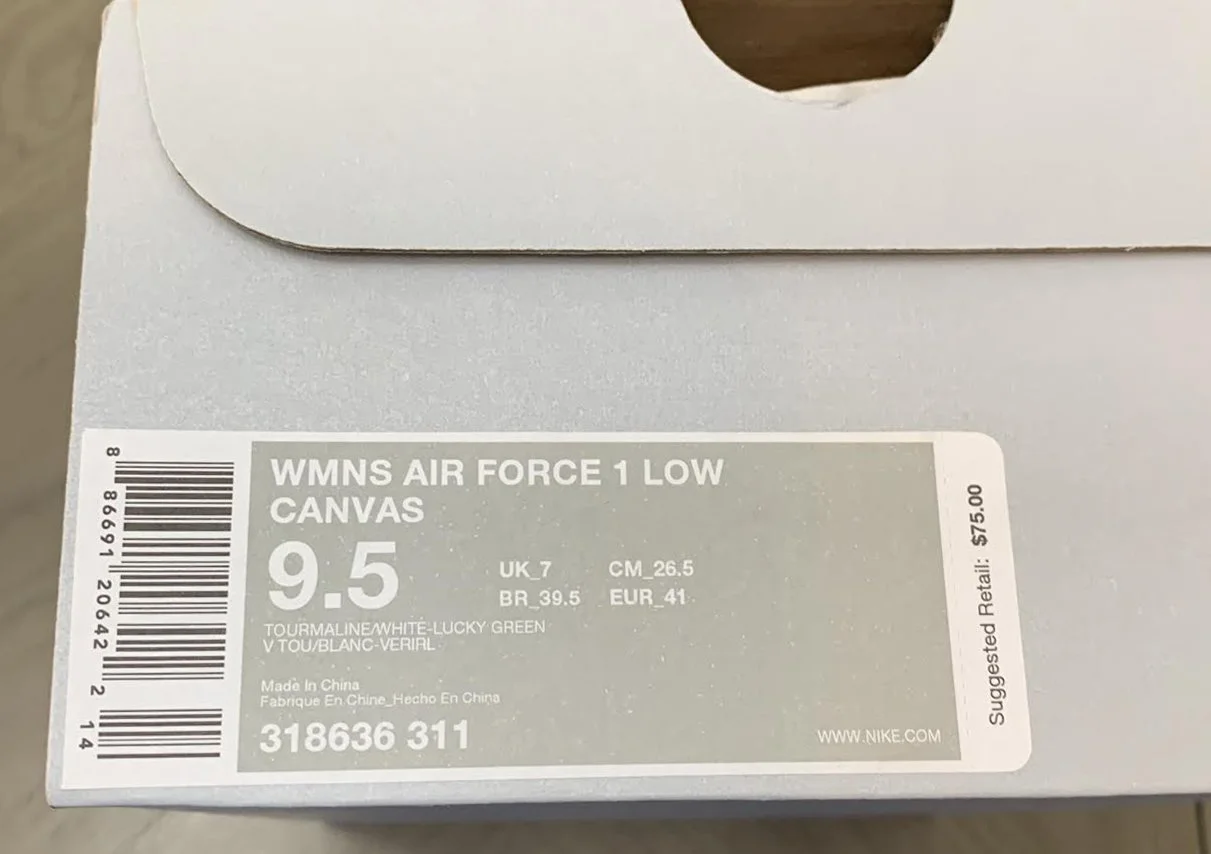 8 86691 20642 2 14
WMNS AIR FORCE 1 LOW
CANVAS
9.5
UK_7 CM_26.5
BR_39.5 EUR_41
TOURMALINE/WHITE-LUCKY GREEN
V TOU/BLANC-VERIRL
Made In China
Fabrique En Chine_Hecho En China
318636 311
WWW.NIKE.COM
Suggested Retail: $75.00